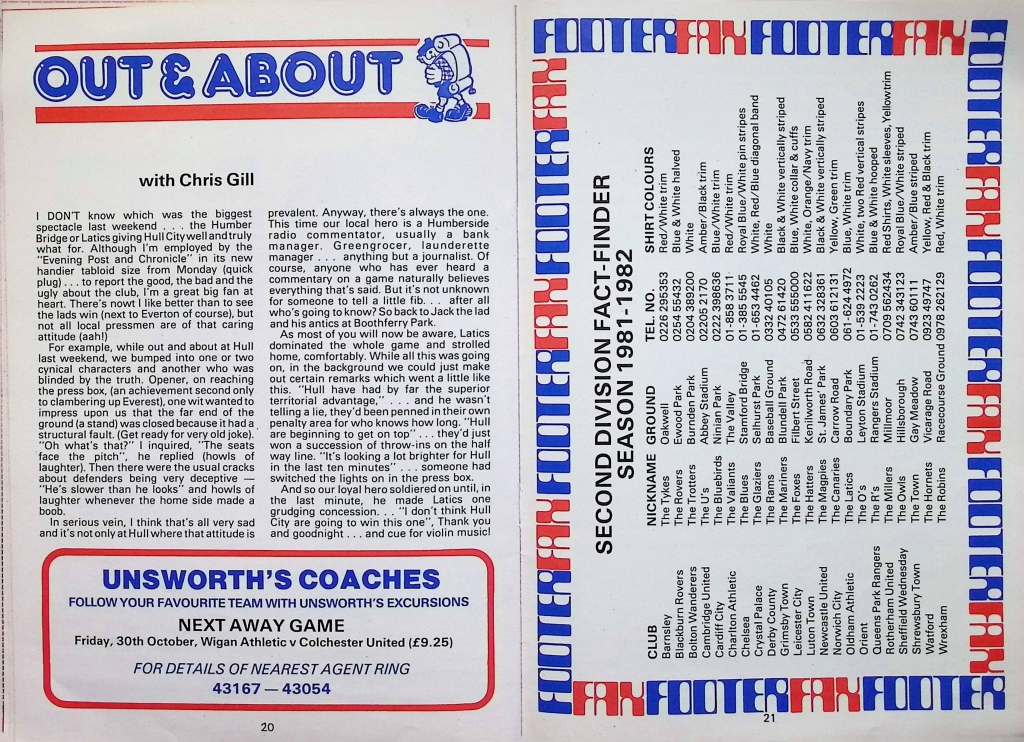 OUT & ABOUT
with Chris Gill
I DON'T know which was the biggest
spectacle last weekend . . . the Humber
Bridge or Latics giving Hull City well and truly
what for. Although I'm employed by the
"Evening Post and Chronicle" in its new
handier tabloid size from Monday (quick
plug) . . . to report the good, the bad and the
ugly about the club, I'm a great big fan at
heart. There's nowt I like better than to see
the lads win (next to Everton of course), but
not all local pressmen are of that caring
attitude (aah!)
For example, while out and about at Hull
last weekend, we bumped into one or two
cynical characters and another who was
blinded by the truth. Opener, on reaching
the press box, (an achievement second only
to clambering up Everest), one wit wanted to
impress upon us that the far end of the
ground (a stand) was closed because it had a
structural fault. (Get ready for very old joke).
"Oh what's that?" I inquired, "The seats
face the pitch", he replied (howls of
laughter). Then there were the usual cracks
about defenders being very deceptive —
"He's slower than he looks" and howls of
laughter whenever the home side made a
boob.
In serious vein, I think that's all very sad
and it's not only at Hull where that attitude is
prevalent. Anyway, there's always the one.
This time our local hero is a Humberside
radio commentator, usually a bank
manager. Greengrocer, launderette
manager . . . anything but a journalist. Of
course, anyone who has ever heard a
commentary on a game naturally believes
everything that's said. But it's not unknown
for someone to tell a little fib. . . after all
who's going to know? So back to Jack the lad
and his antics at Boothferry Park.
As most of you will now be aware, Latics
dominated the whole game and strolled
home, comfortably. While all this was going
on, in the background we could just make
out certain remarks which went a little like
this. "Hull have had by far the superior
territorial advantage," . . . and he wasn't
telling a lie, they'd been penned in their own
penalty area for who knows how long. "Hull
are beginning to get on top" . . . they'd just
won a succession of throw-ins on the half
way line. "It's looking a lot brighter for Hull
in the last ten minutes" . . . someone had
switched the lights on in the press box.
And so our loyal hero soldiered on until, in
the last minute, he made Latics one
grudging concession. . . "I don't think Hull
City are going to win this one", Thank you
and goodnight . . . and cue for violin music!
UNSWORTH'S COACHES
FOLLOW YOUR FAVOURITE TEAM WITH UNSWORTH'S EXCURSIONS
NEXT AWAY GAME
Friday, 30th October, Wigan Athletic v Colchester United (£9.25)
FOR DETAILS OF NEAREST AGENT RING
43167 — 43054
20
FOOTER FAX FOOTER FAX
FOOTER FAX FOOTER FAX FOOTER FAX
FOOTER FAX FOOTER FAX FOOTER FAX
FAX FOOTER FAX FOOTER
SECOND DIVISION FACT-FINDER
SEASON 1981-1982
CLUB NICKNAME GROUND TEL. NO. SHIRT COLOURS
Barnsley The Tykes Oakwell 0226 295353 Red/White trim
Blackburn Rovers The Rovers Ewood Park 0254 55432 Blue & White halved
Bolton Wanderers The Trotters Burnden Park 0204 389200 White
Cambridge United The U's Abbey Stadium 02205 2170 Amber/Black trim
Cardiff City The Bluebirds Ninian Park 0222 398636 Blue/White trim
Charlton Athletic The Valiants The Valley 01-858 3711 Red/White trim
Chelsea The Blues Stamford Bridge 01-385 5545 Royal Blue/White pin stripes
Crystal Palace The Glaziers Selhurst Park 01-653 4462 White, Red/Blue diagonal band
Derby County The Rams Baseball Ground 0332 40105 White
Grimsby Town The Mariners Blundell Park 0472 61420 Black & White vertically striped
Leicester City The Foxes Filbert Street 0533 555000 Blue, White collar & cuffs
Luton Town The Hatters Kenilworth Road 0582 411622 White, Orange/Navy trim
Newcastle United The Magpies St. James' Park 0632 328361 Black & White vertically striped
Norwich City The Canaries Carrow Road 0603 612131 Yellow, Green trim
Oldham Athletic The Latics Boundary Park 061-624 4972 Blue, White trim
Orient The O's Leyton Stadium 01-539 2223 White, two Red vertical stripes
Queens Park Rangers The R's Rangers Stadium 01-743 0262 Blue & White hooped
Rotherham United The Millers Millmoor 0709 562434 Red Shirts, White sleeves, Yellow trim
Sheffield Wednesday The Owls Hillsborough 0742 343123 Royal Blue/White striped
Shrewsbury Town The Town Gay Meadow 0743 60111 Amber/Blue striped
Watford The Hornets Vicarage Road 0923 49747 Yellow, Red & Black trim
Wrexham The Robins Racecourse Ground 0978 262129 Red, White trim
21